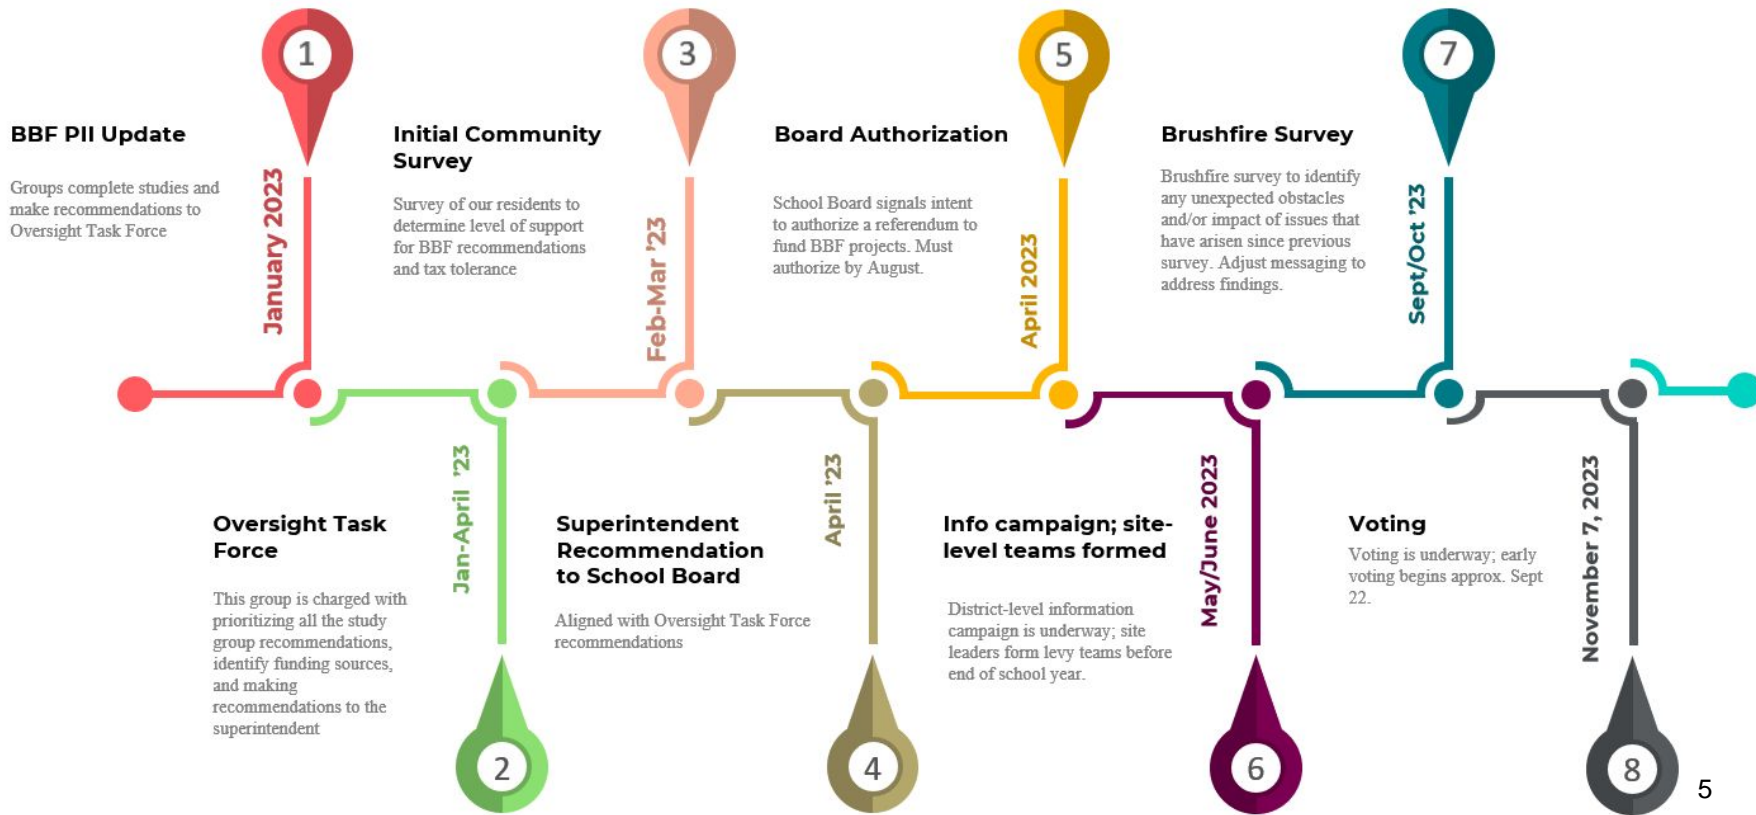 1
BBF PII Update
Groups complete studies and
make recommendations to
Oversight Task Force
January 2023
2
Oversight Task
Force
This group is charged with
prioritizing all the study
group recommendations,
identify funding sources,
and making
recommendations to the
superintendent
Jan-April '23
3
Initial Community
Survey
Survey of our residents to
determine level of support
for BBF recommendations
and tax tolerance
Feb-Mar '23
4
Superintendent
Recommendation
to School Board
Aligned with Oversight Task Force
recommendations
April '23
5
Board Authorization
School Board signals intent
to authorize a referendum to
fund BBF projects. Must
authorize by August.
April 2023
6
Info campaign; site-
level teams formed
District-level information
campaign is underway; site
leaders form levy teams before
end of school year.
May/June 2023
7
Brushfire Survey
Brushfire survey to identify
any unexpected obstacles
and/or impact of issues that
have arisen since previous
survey. Adjust messaging to
address findings.
Sept/Oct '23
8
Voting
Voting is underway; early
voting begins approx. Sept
22.
November 7, 2023
5